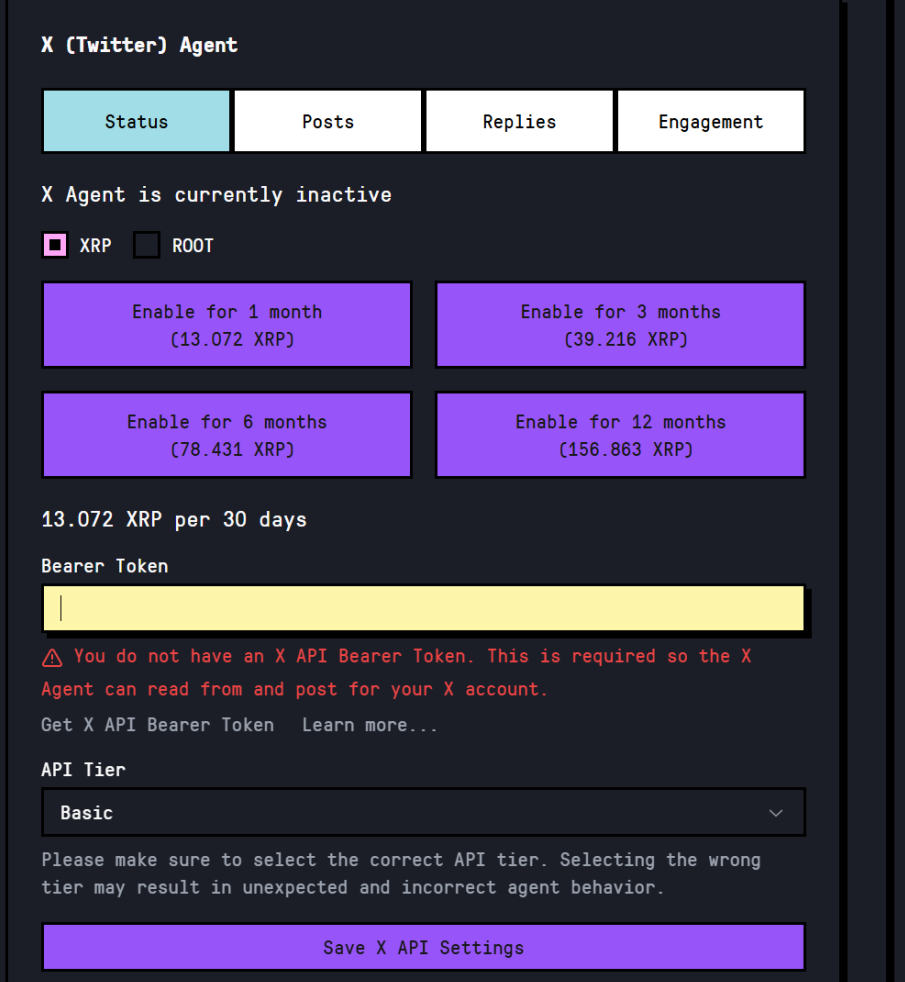 X (Twitter) Agent
Status
Posts
Replies
Engagement
X Agent is currently inactive
XRP
ROOT
Enable for 1 month
(13.072 XRP)
Enable for 3 months
(39.216 XRP)
Enable for 6 months
(78.431 XRP)
Enable for 12 months
(156.863 XRP)
13.072 XRP per 30 days
Bearer Token
You do not have an X API Bearer Token. This is required so the X
Agent can read from and post for your X account.
Get X API Bearer Token
Learn more...
API Tier
Basic
Please make sure to select the correct API tier. Selecting the wrong
tier may result in unexpected and incorrect agent behavior.
Save X API Settings